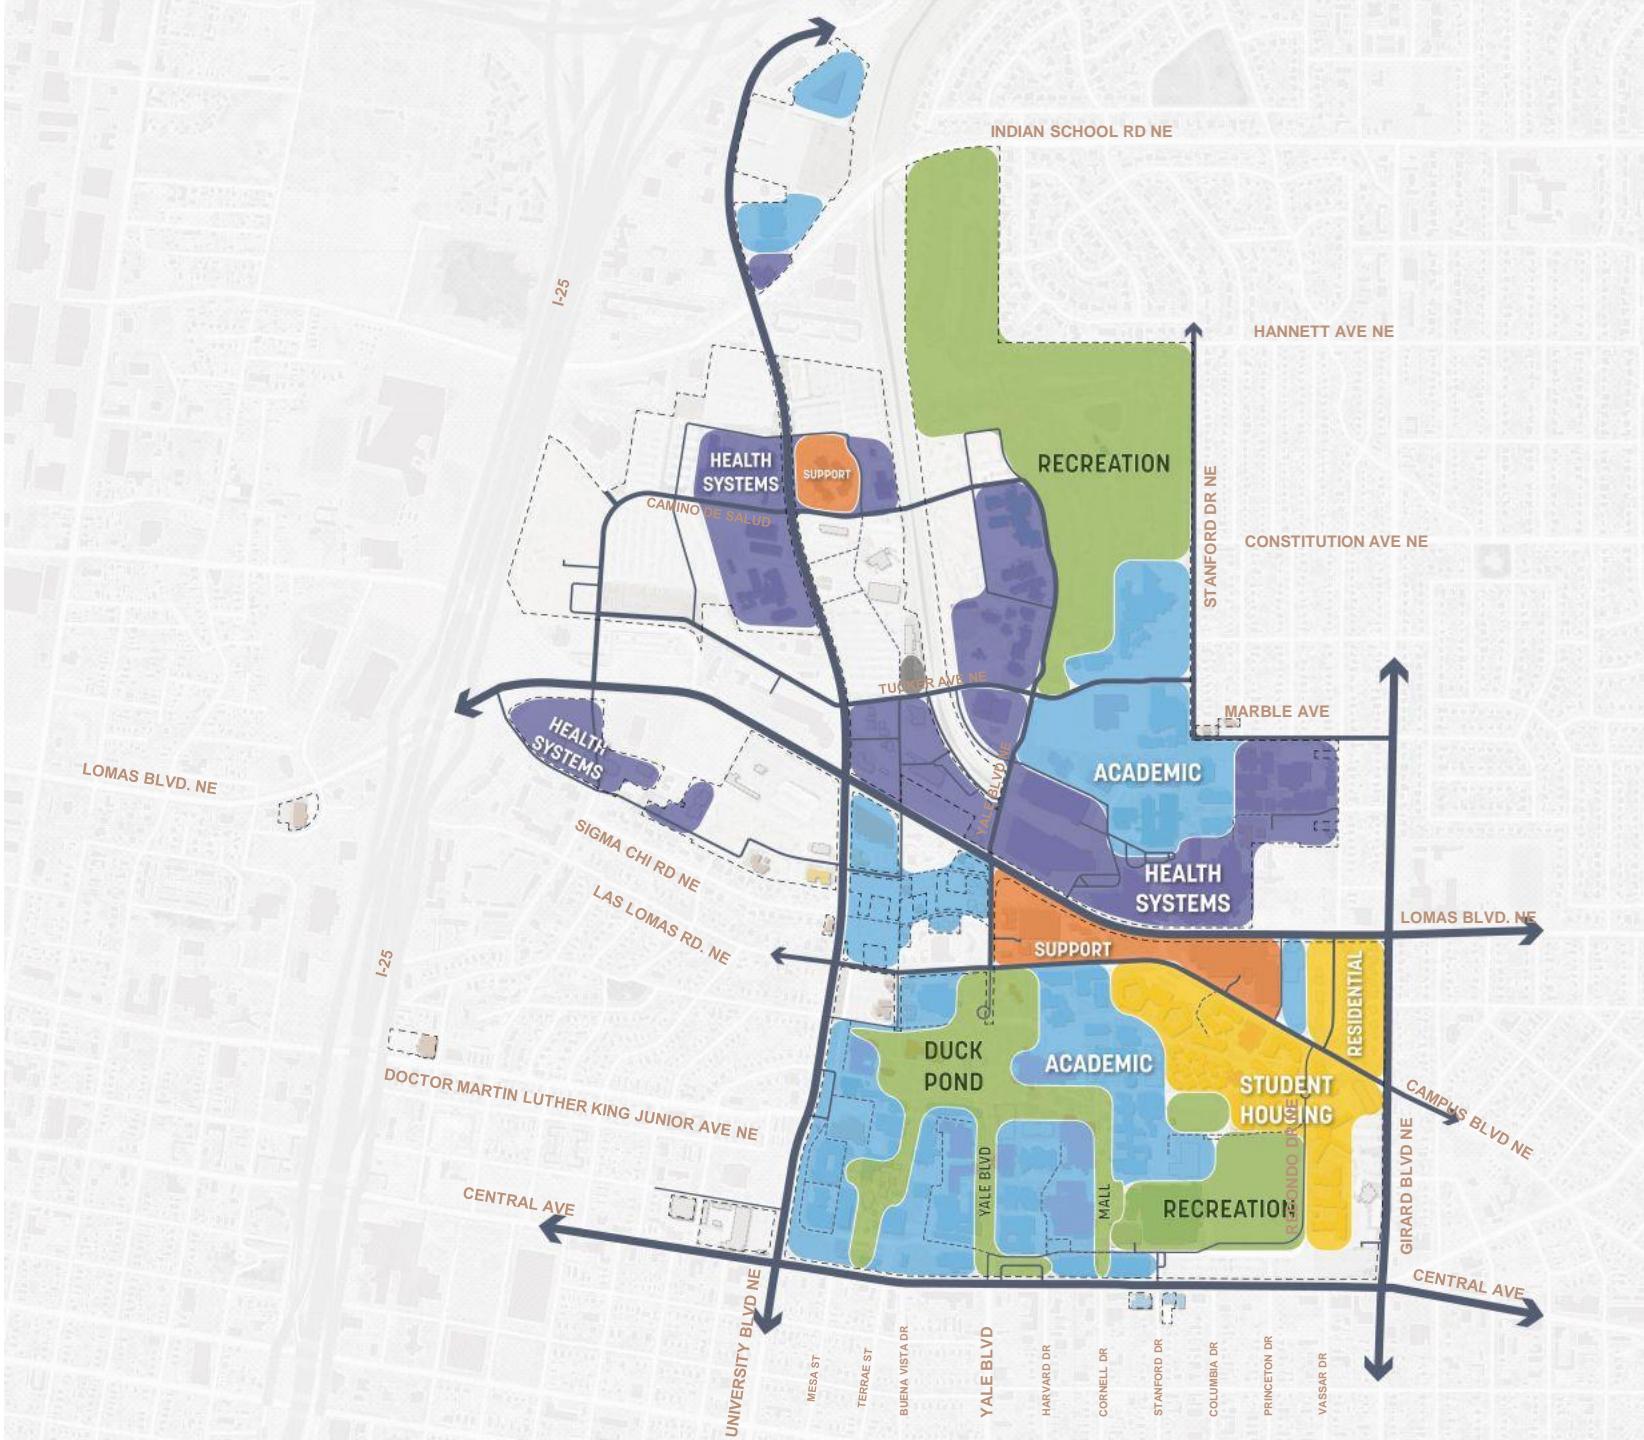 INDIAN SCHOOL RD NE
I-25
HANNETT AVE NE
RECREATION
HEALTH
SYSTEMS
SUPPORT
CAMINO DE SALUD
STANFORD DR NE
CONSTITUTION AVE NE
TUCKER AVE NE
MARBLE AVE
HEALTH
SYSTEMS
LOMAS BLVD. NE
YALE BLVD NE
ACADEMIC
SIGMA CHI RD NE
HEALTH
SYSTEMS
LAS LOMAS RD. NE
LOMAS BLVD. NE
SUPPORT
I-25
RESIDENTIAL
DUCK
POND
ACADEMIC
STUDENT
HOUSING
DOCTOR MARTIN LUTHER KING JUNIOR AVE NE
CAMPUS BLVD NE
REDONDO DR NE
GIRARD BLVD NE
YALE BLVD
MALL
RECREATION
CENTRAL AVE
CENTRAL AVE
UNIVERSITY BLVD NE
MESA ST
TERRAE ST
BUENA VISTA DR
YALE BLVD
HARVARD DR
CORNELL DR
STANFORD DR
COLUMBIA DR
PRINCETON DR
VASSAR DR